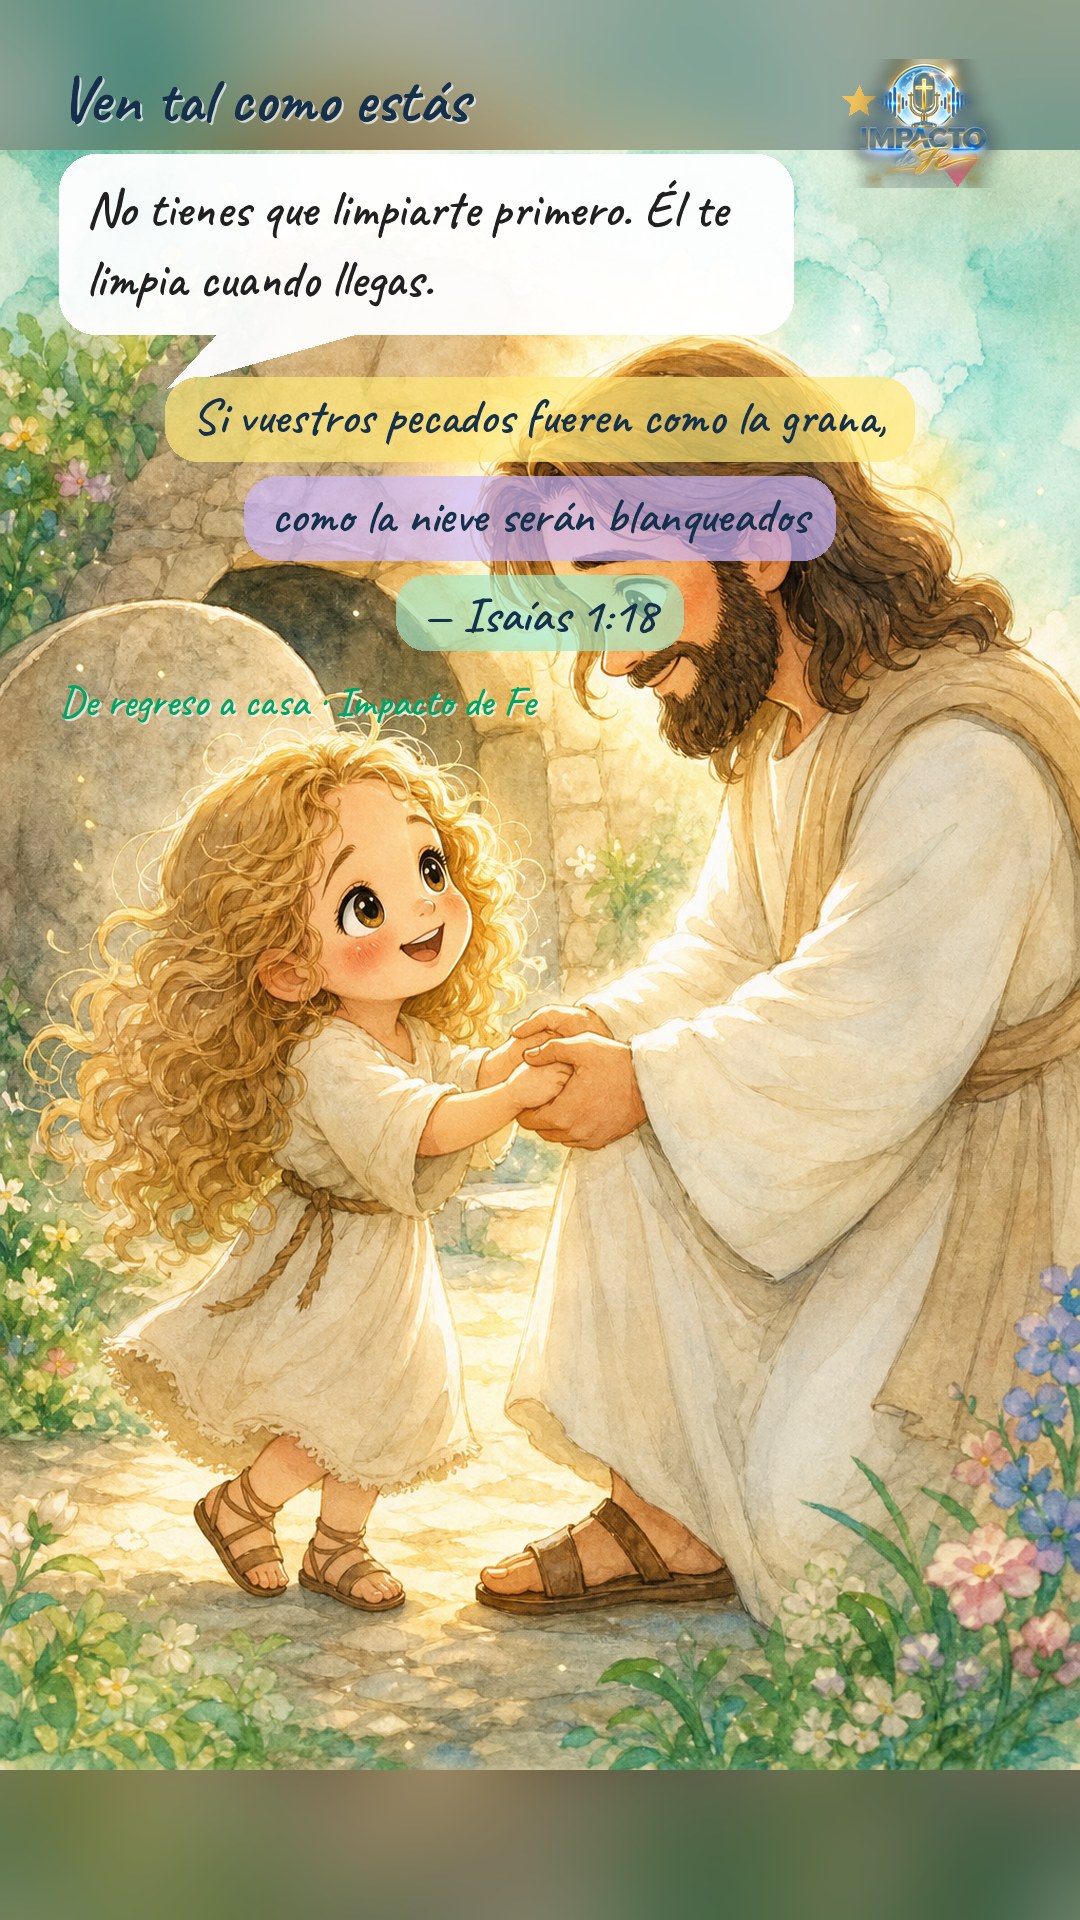 Ven tal como estás
IMPACTO
de Fe
No tienes que limpiarte primero. Él te
limpia cuando llegas.
Si vuestros pecados fueren como la grana,
como la nieve serán blanqueados
— Isaías 1:18
De regreso a casa · Impacto de Fe